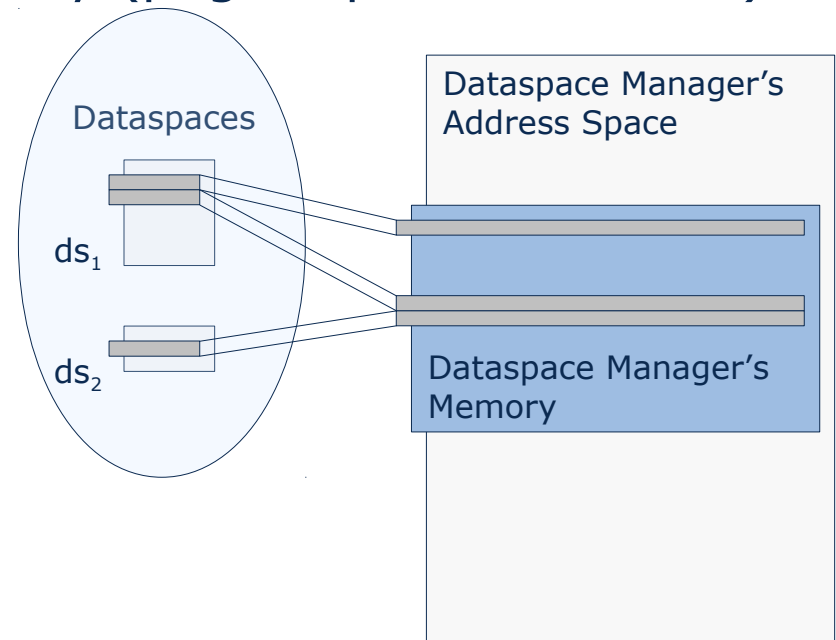 Dataspaces
ds₁
ds₂
Dataspace Manager's
Address Space
Dataspace Manager's
Memory